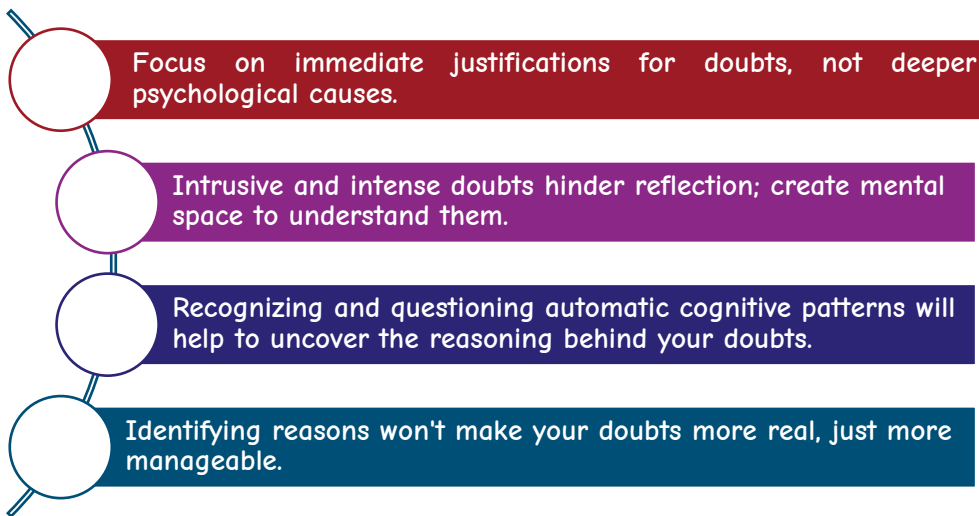 Focus on immediate justifications for doubts, not deeper
psychological causes.
Intrusive and intense doubts hinder reflection; create mental
space to understand them.
Recognizing and questioning automatic cognitive patterns will
help to uncover the reasoning behind your doubts.
Identifying reasons won't make your doubts more real, just more
manageable.